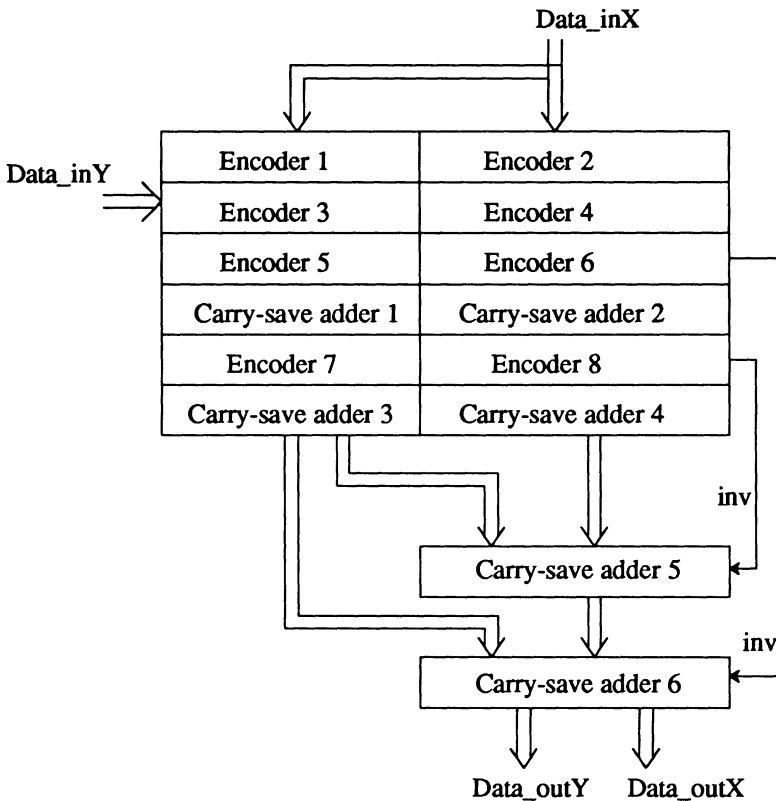 Data_inX
Encoder 1
Encoder 2
Data_inY
Encoder 3
Encoder 4
Encoder 5
Encoder 6
Carry-save adder 1
Carry-save adder 2
Encoder 7
Encoder 8
Carry-save adder 3
Carry-save adder 4
inv
Carry-save adder 5
inv
Carry-save adder 6
Data_outY
Data_outX